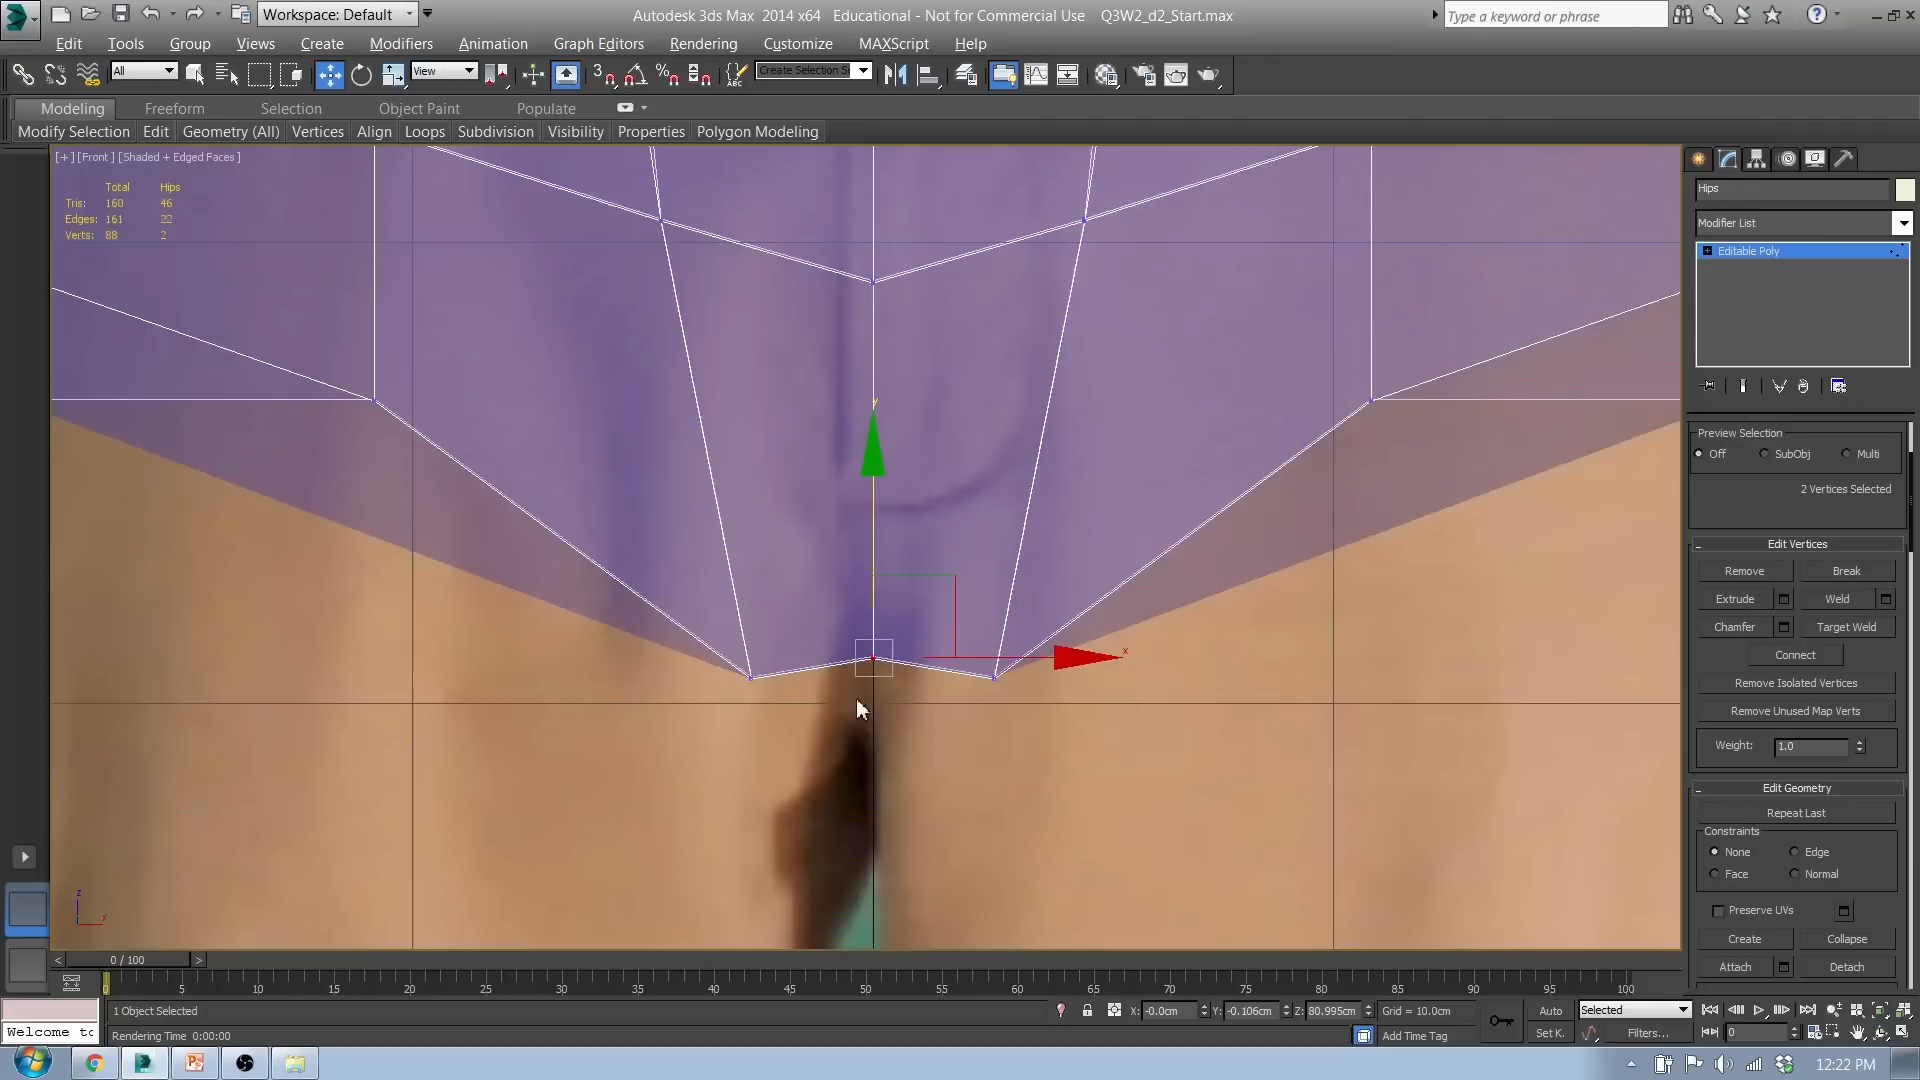 Workspace: Default
Autodesk 3ds Max 2014 x64 Educational - Not for Commercial Use Q3W2_d2_Start.max
Type a keyword or phrase
Edit Tools Group Views Create Modifiers Animation Graph Editors Rendering Customize MAXScript Help
All
View
3
ABC
Modeling Freeform Selection Object Paint Populate
Modify Selection Edit Geometry (All) Vertices Align Loops Subdivision Visibility Properties Polygon Modeling
[+] [Front ] [Shaded + Edged Faces ]
Total Hips
Tris: 160 46
Edges: 161 22
Verts: 88 2
y
x
z
x
Hips
Modifier List
Editable Poly
Preview Selection
Off SubObj Multi
2 Vertices Selected
Edit Vertices
Remove Break
Extrude Weld
Chamfer Target Weld
Connect
Remove Isolated Vertices
Remove Unused Map Verts
Weight: 1.0
Edit Geometry
Repeat Last
Constraints
None Edge
Face Normal
Preserve UVs
Create Collapse
Attach Detach
< 0 / 100 >
0 5 10 15 20 25 30 35 40 45 50 55 60 65 70 75 80 85 90 95 100
1 Object Selected
X: -0.0cm Y: -0.106cm Z: 80.995cm Grid = 10.0cm
Auto Selected
Welcome to
Rendering Time 0:00:00
Add Time Tag
Set K. Filters... 0
12:22 PM